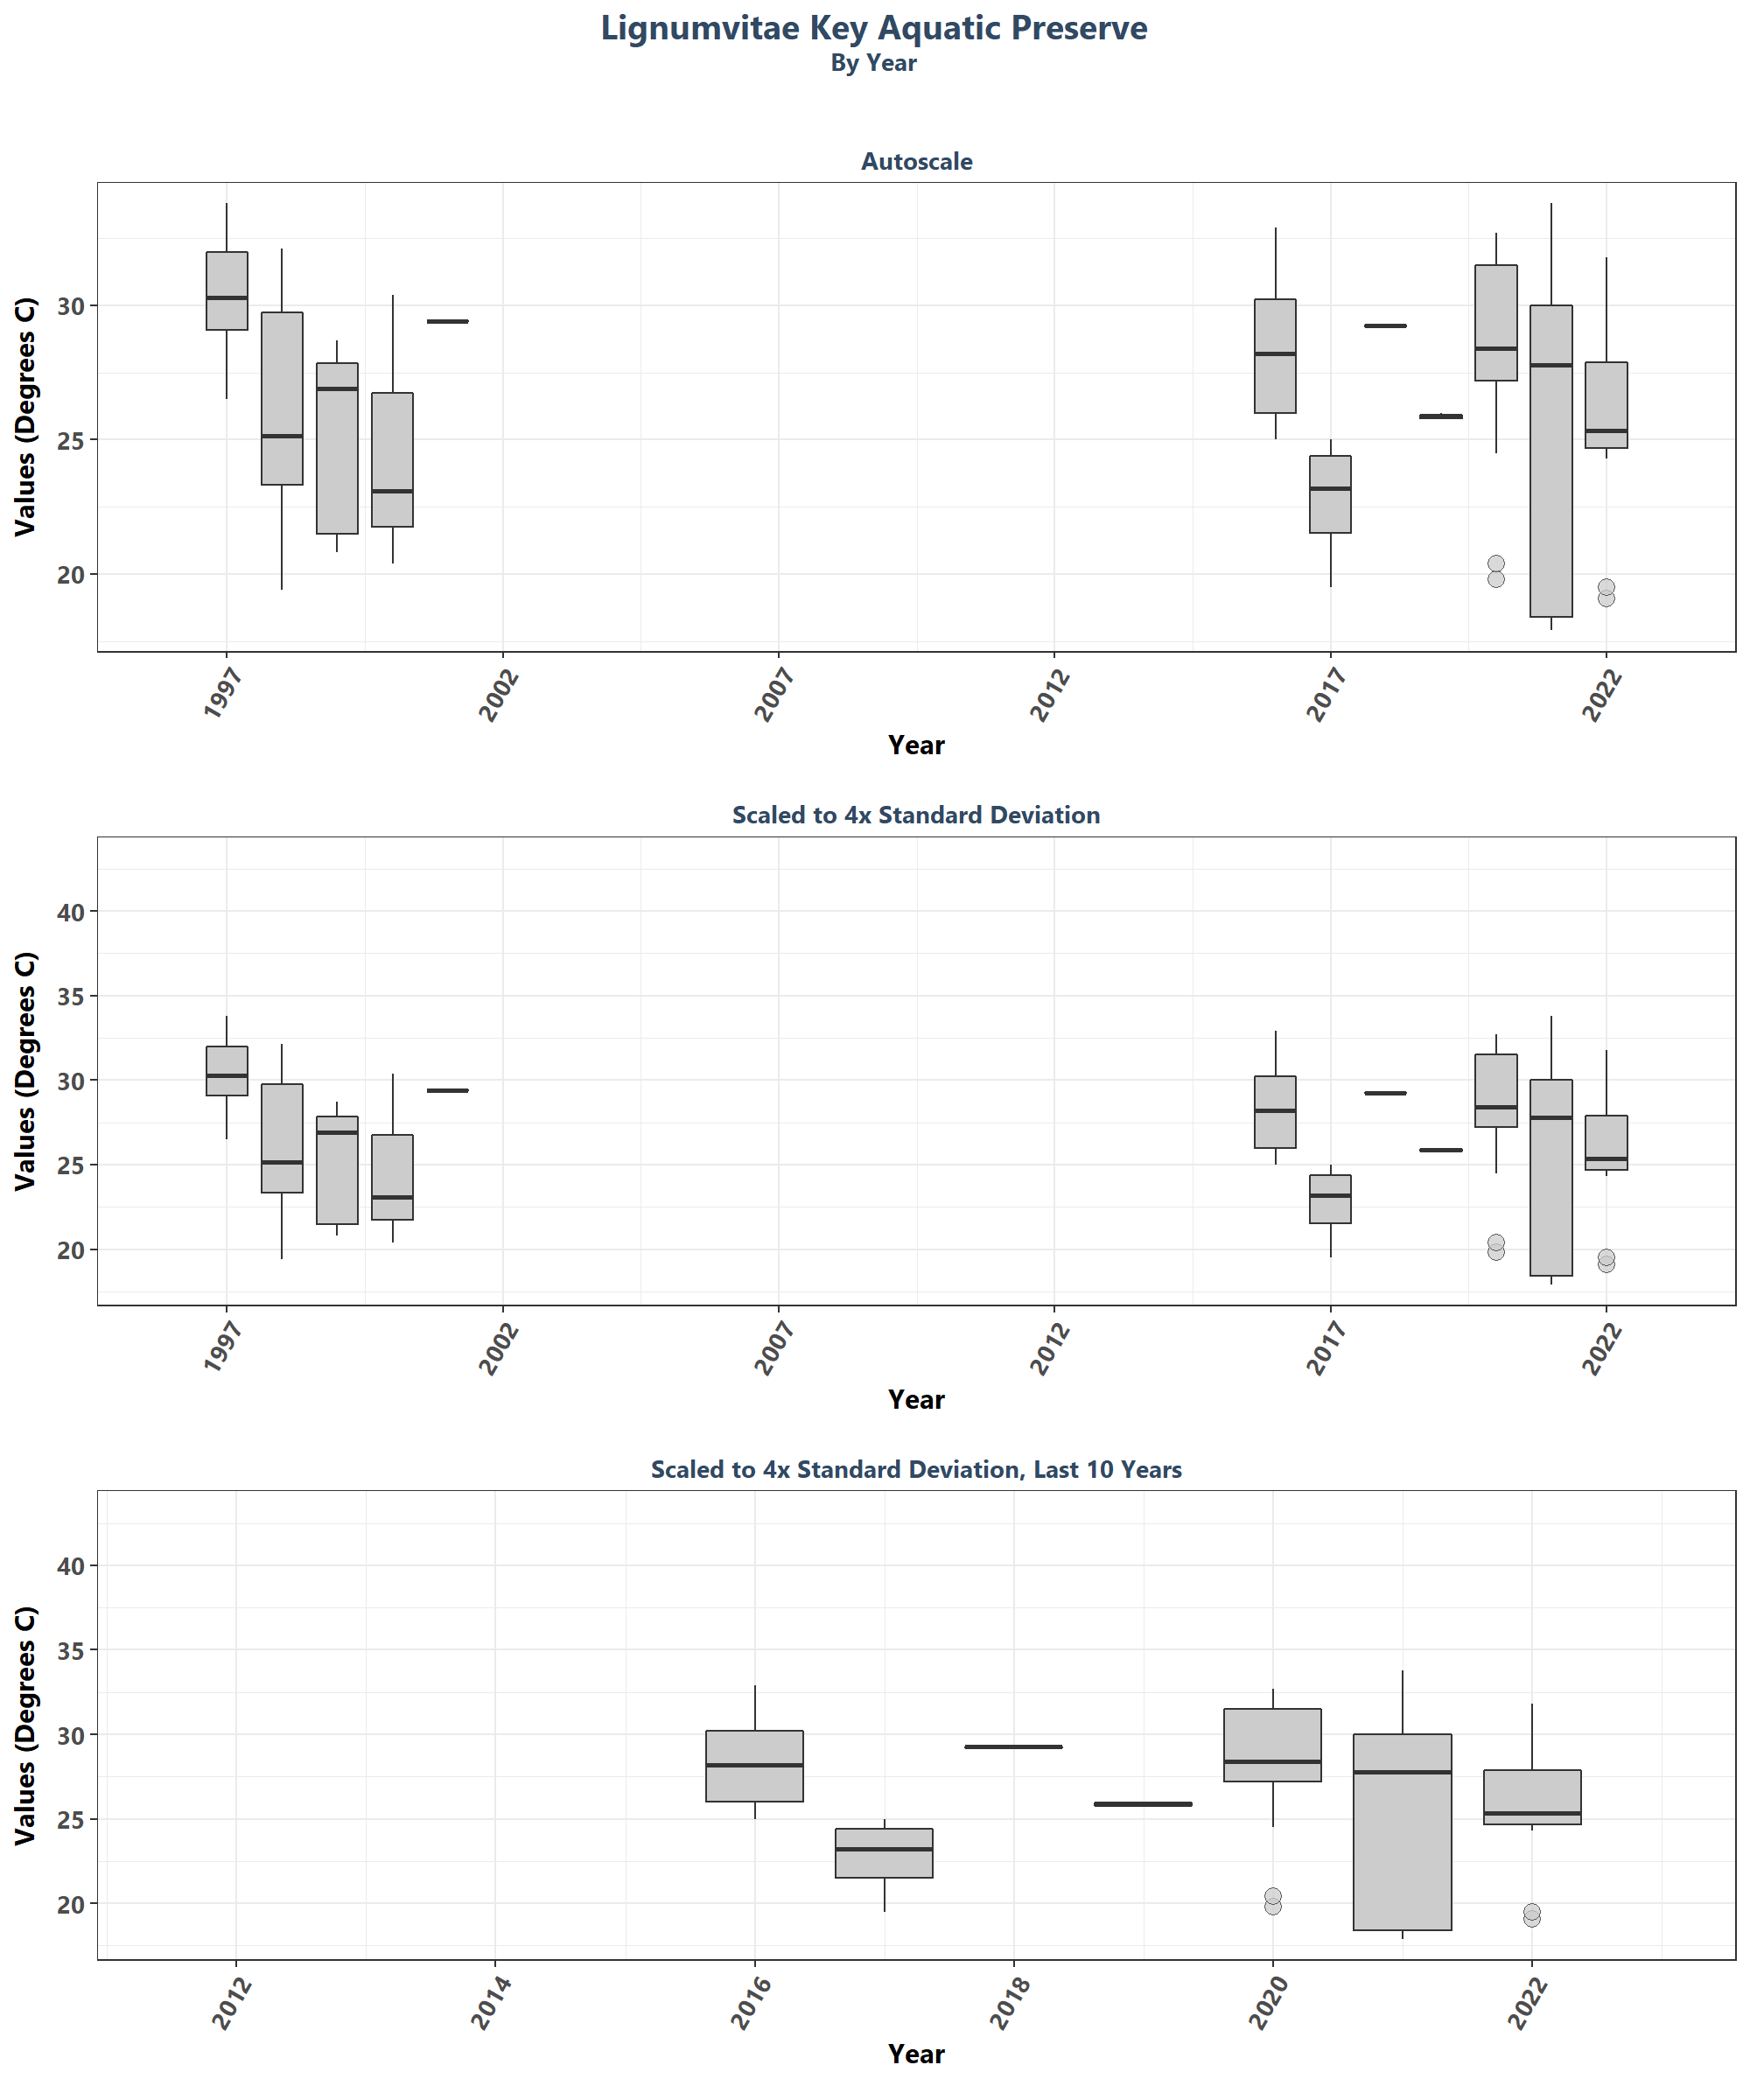 Lignumvitae Key Aquatic Preserve
By Year
Autoscale
Values (Degrees C)
30
25
20
1997 2002 2007 2012 2017 2022
Year
Scaled to 4x Standard Deviation
Values (Degrees C)
40
35
30
25
20
1997 2002 2007 2012 2017 2022
Year
Scaled to 4x Standard Deviation, Last 10 Years
Values (Degrees C)
40
35
30
25
20
2012 2014 2016 2018 2020 2022
Year